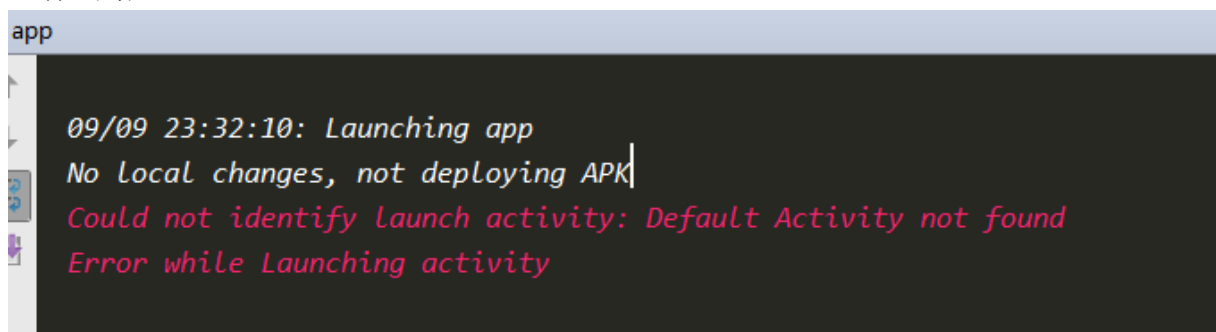 app
09/09 23:32:10: Launching app
No local changes, not deploying APK
Could not identify launch activity: Default Activity not found
Error while Launching activity